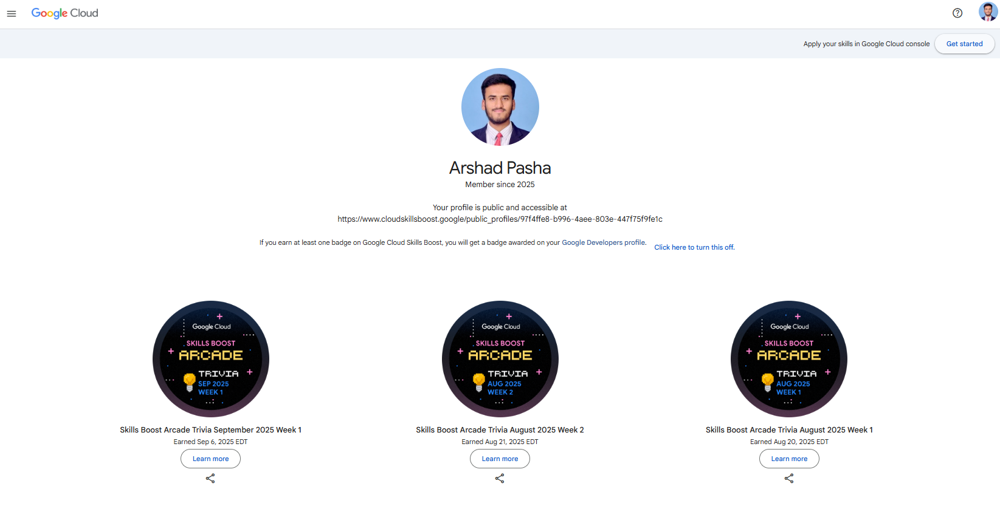 Google Cloud
Apply your skills in Google Cloud console
Get started
Arshad Pasha
Member since 2025
Your profile is public and accessible at
https://www.cloudskillsboost.google/public_profiles/97f4ffe8-b996-4aee-803e-447f75f9fe1c
If you earn at least one badge on Google Cloud Skills Boost, you will get a badge awarded on your Google Developers profile.
Click here to turn this off.
Google Cloud
SKILLS BOOST
ARCADE
TRIVIA
SEP 2025
WEEK 1
Skills Boost Arcade Trivia September 2025 Week 1
Earned Sep 6, 2025 EDT
Learn more
Google Cloud
SKILLS BOOST
ARCADE
TRIVIA
AUG 2025
WEEK 2
Skills Boost Arcade Trivia August 2025 Week 2
Earned Aug 21, 2025 EDT
Learn more
Google Cloud
SKILLS BOOST
ARCADE
TRIVIA
AUG 2025
WEEK 1
Skills Boost Arcade Trivia August 2025 Week 1
Earned Aug 20, 2025 EDT
Learn more